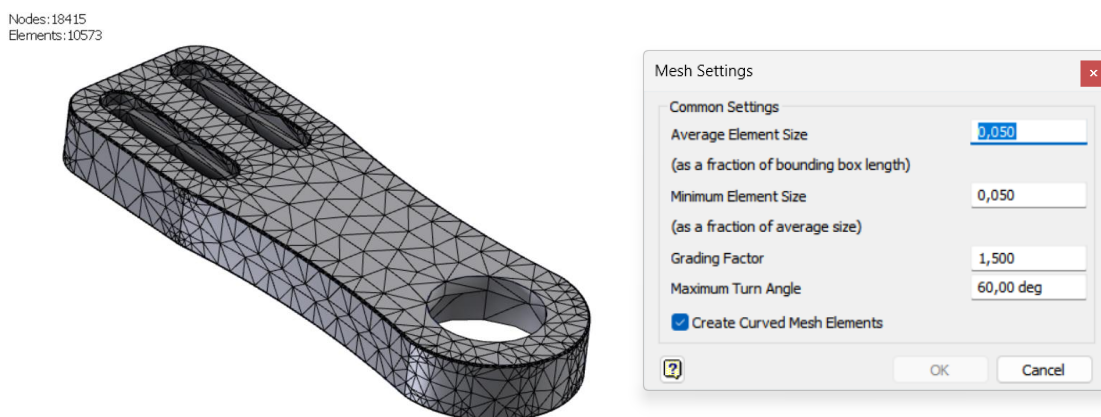 Nodes:18415
Elements:10573
Mesh Settings
Common Settings
Average Element Size 0,050
(as a fraction of bounding box length)
Minimum Element Size 0,050
(as a fraction of average size)
Grading Factor 1,500
Maximum Turn Angle 60,00 deg
Create Curved Mesh Elements
OK Cancel